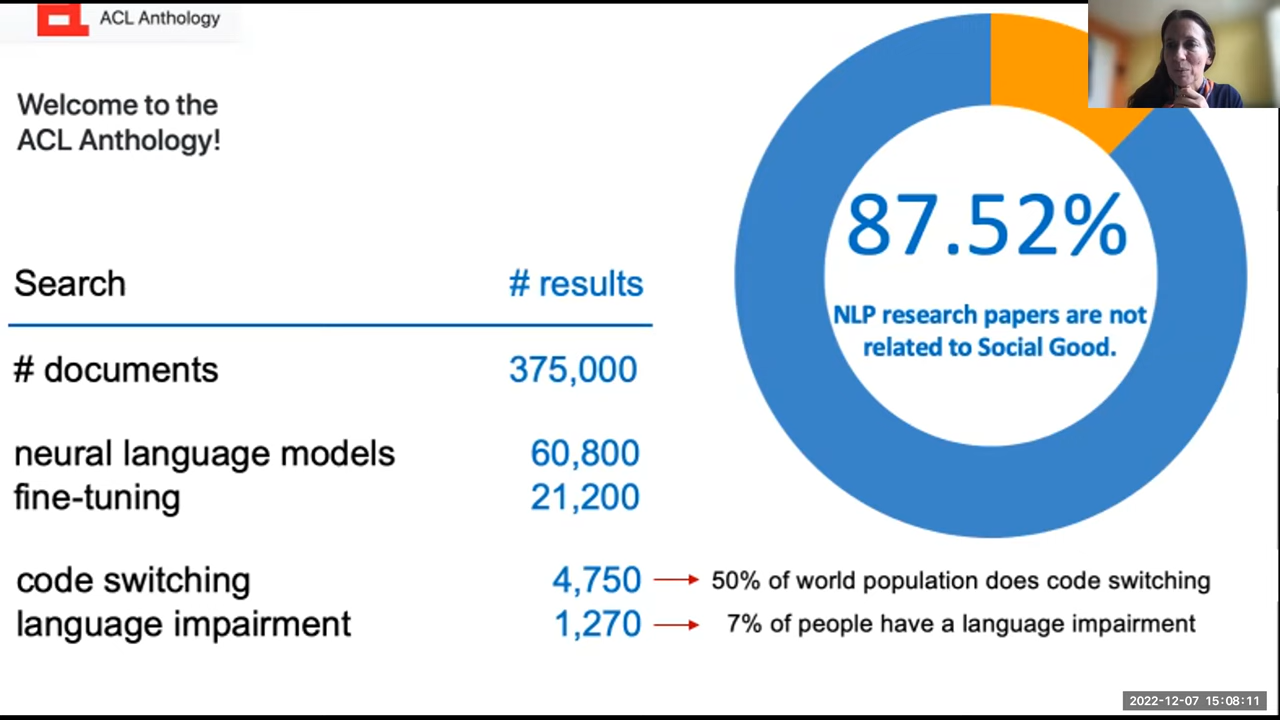 ACL Anthology
Welcome to the
ACL Anthology!
Search # results
# documents 375,000
neural language models 60,800
fine-tuning 21,200
code switching 4,750 50% of world population does code switching
language impairment 1,270 7% of people have a language impairment
87.52%
NLP research papers are not
related to Social Good.
2022-12-07 15:08:11